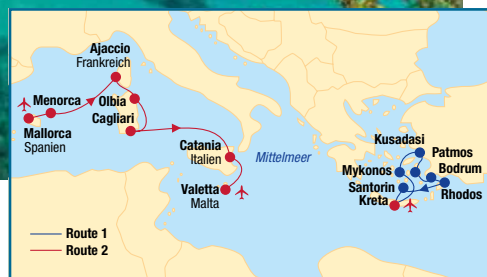 Ajaccio
Frankreich
Menorca
Olbia
Cagliari
Mallorca
Spanien
Catania
Italien
Mittelmeer
Valetta
Malta
Kusadasi
Patmos
Mykonos
Bodrum
Santorin
Rhodos
Kreta
Route 1
Route 2